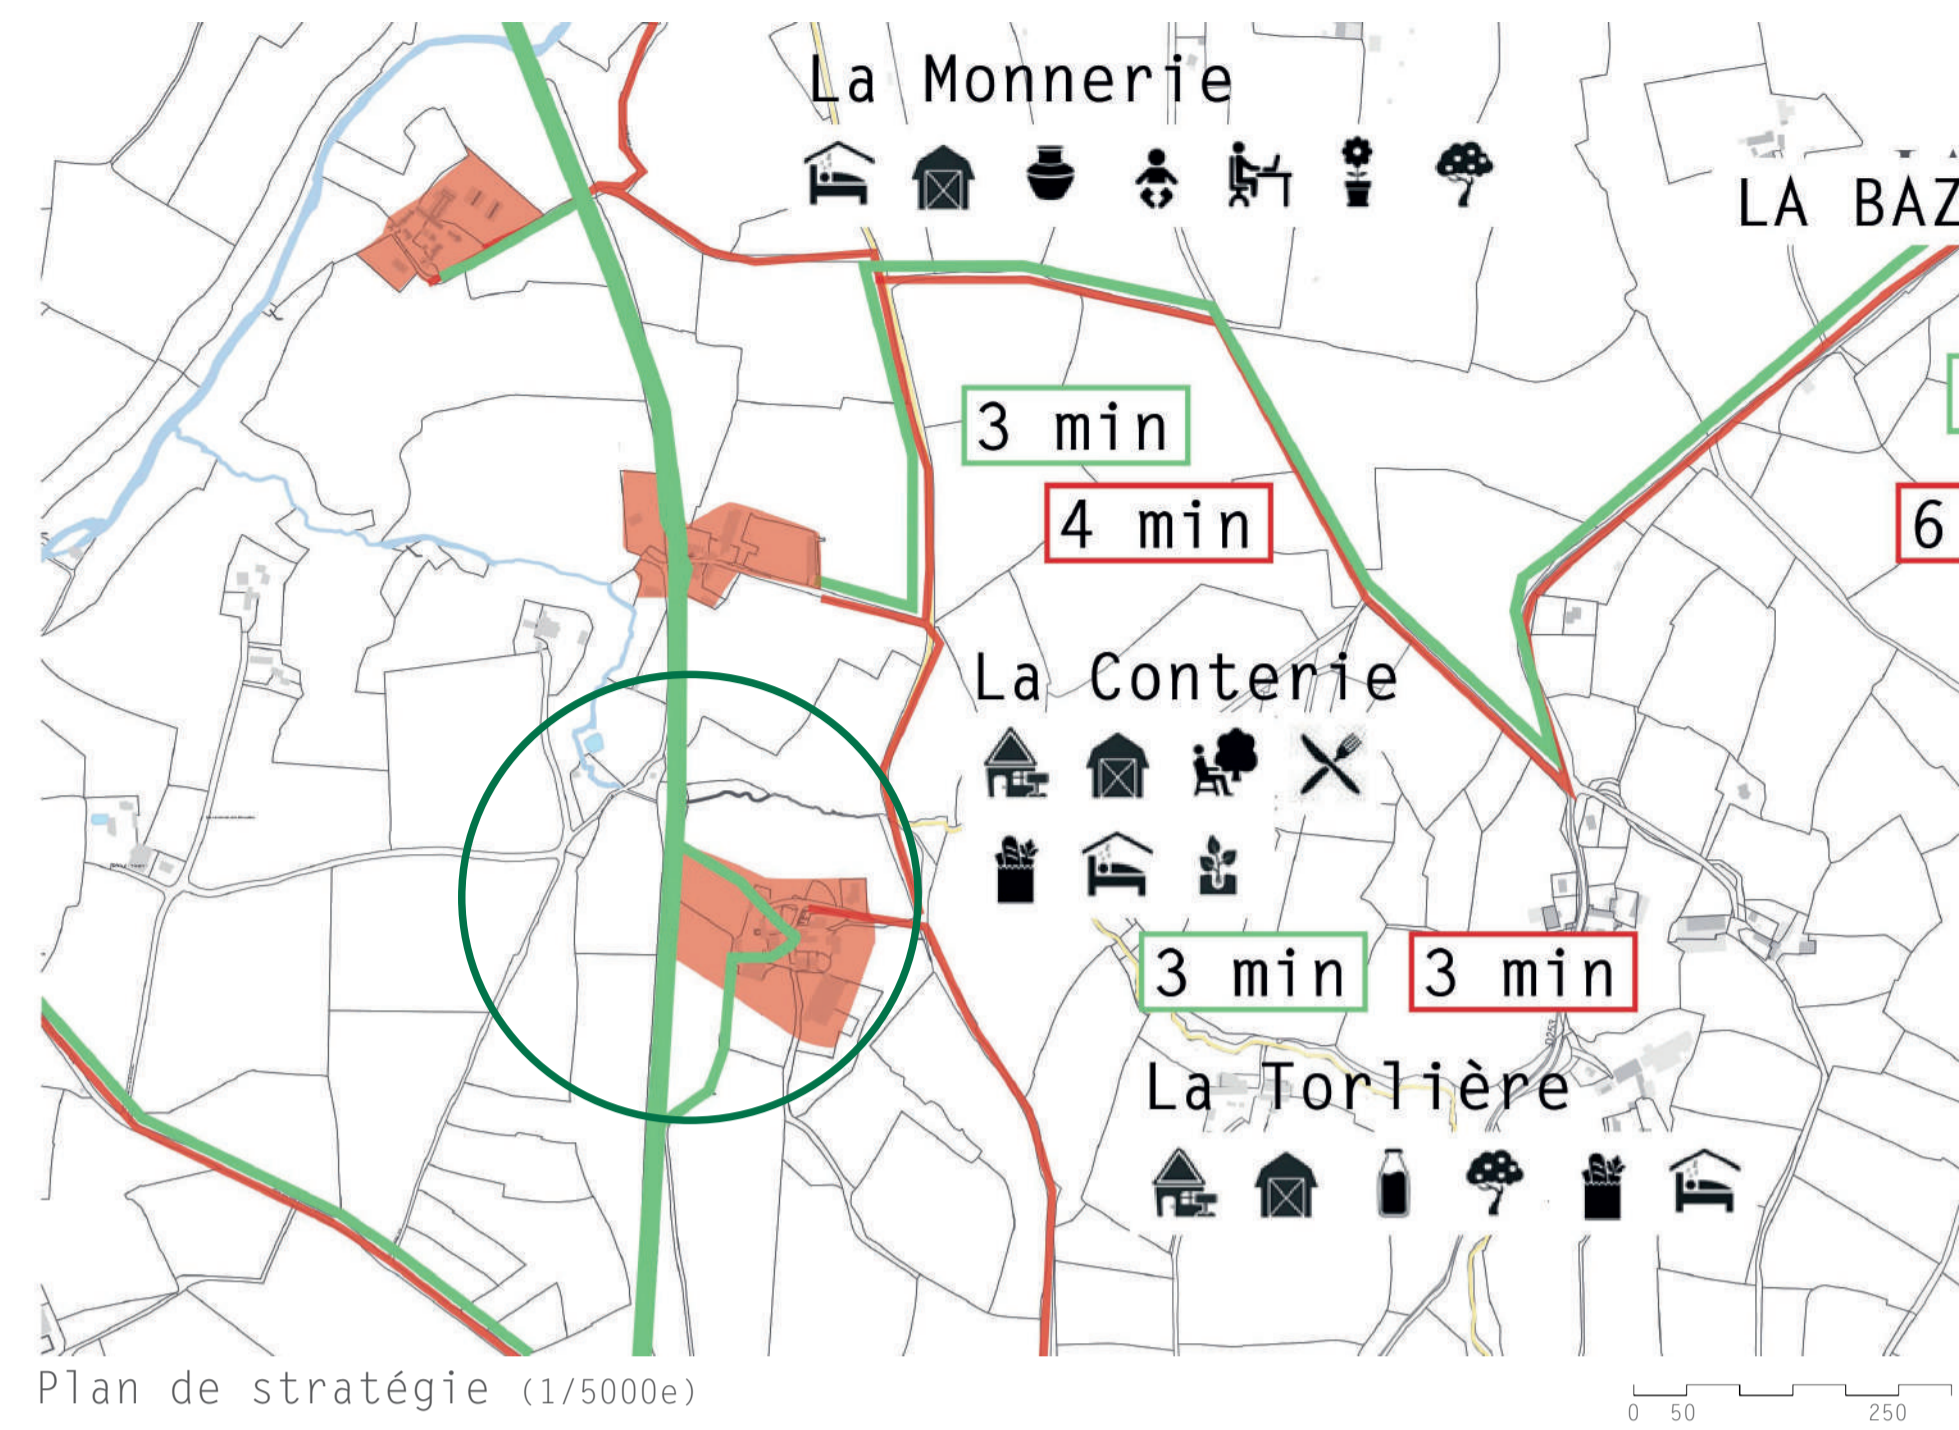 La Monnerie
LA BAZ
3 min
4 min
6
La Conterie
3 min
3 min
D253
La Torlière
Plan de stratégie (1/5000e)
0 50 250